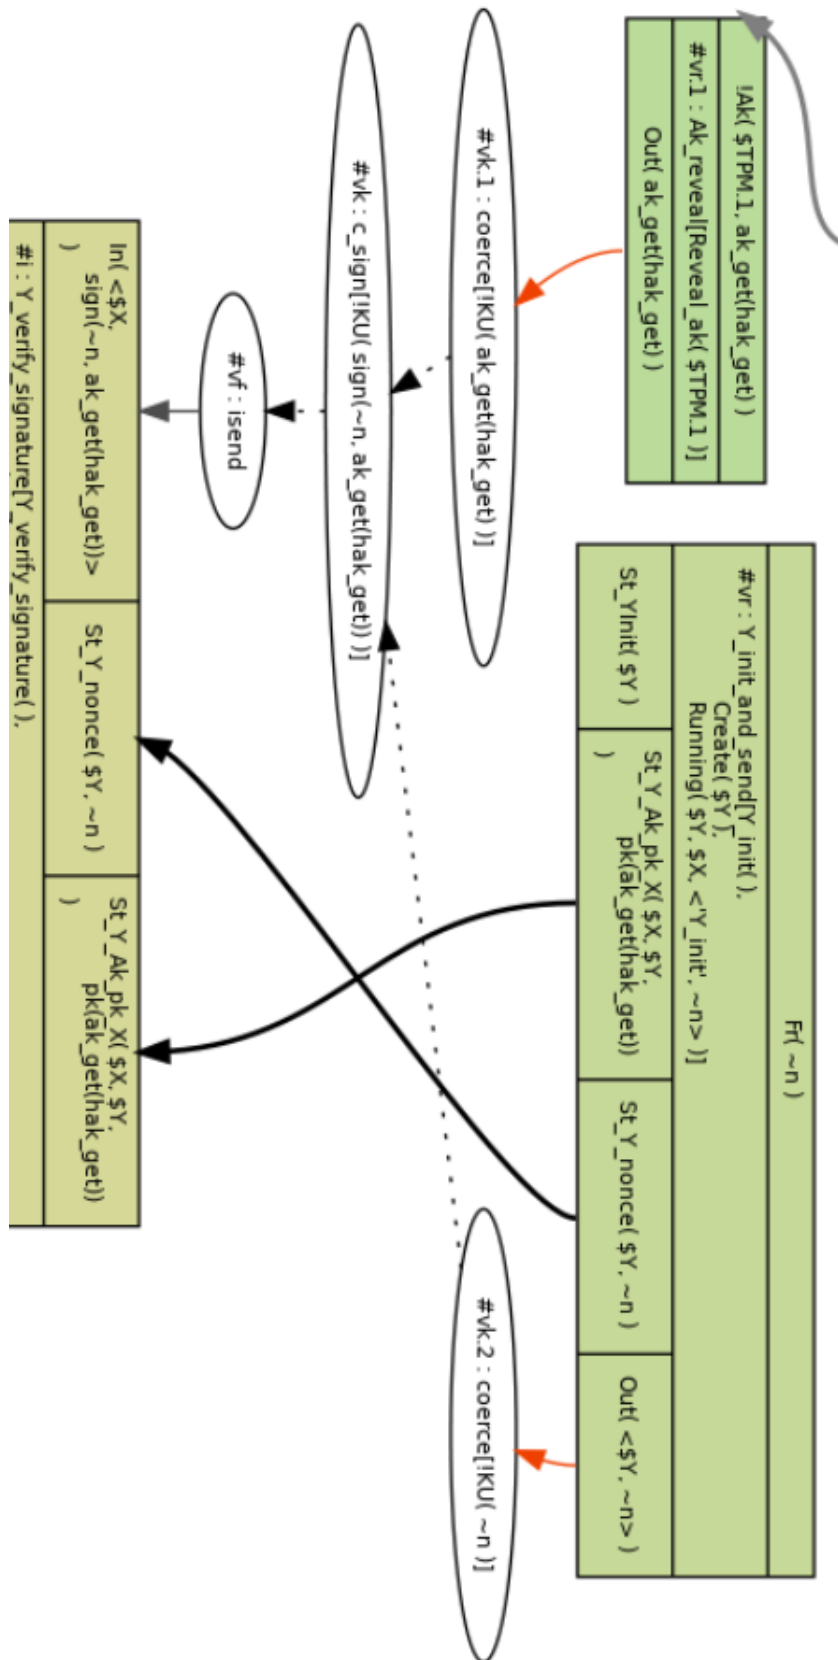 !Ak( $TPM.1, ak_get(hak_get) )
#vr.1 : Ak_reveal[Reveal_ak( $TPM.1 )]
Out( ak_get(hak_get) )
Fr( ~n )
#vr : Y_init_and_send[Y_init( ),
Create( $Y ),
Running( $Y, $X, <'Y_init', ~n> )]
St_YInit( $Y )
St_Y_Ak_pk_X( $X, $Y,
pk(ak_get(hak_get))
)
St_Y_nonce( $Y, ~n )
Out( <$Y, ~n> )
#vk.1 : coerce[!KU( ak_get(hak_get) )]
#vk.2 : coerce[!KU( ~n )]
#vk : c_sign[!KU( sign(~n, ak_get(hak_get)) )]
#vf : isend
In( <$X,
sign(~n, ak_get(hak_get))>
)
St_Y_nonce( $Y, ~n )
St_Y_Ak_pk_X( $X, $Y,
pk(ak_get(hak_get))
)
#i : Y_verify_signature[Y_verify_signature( ),